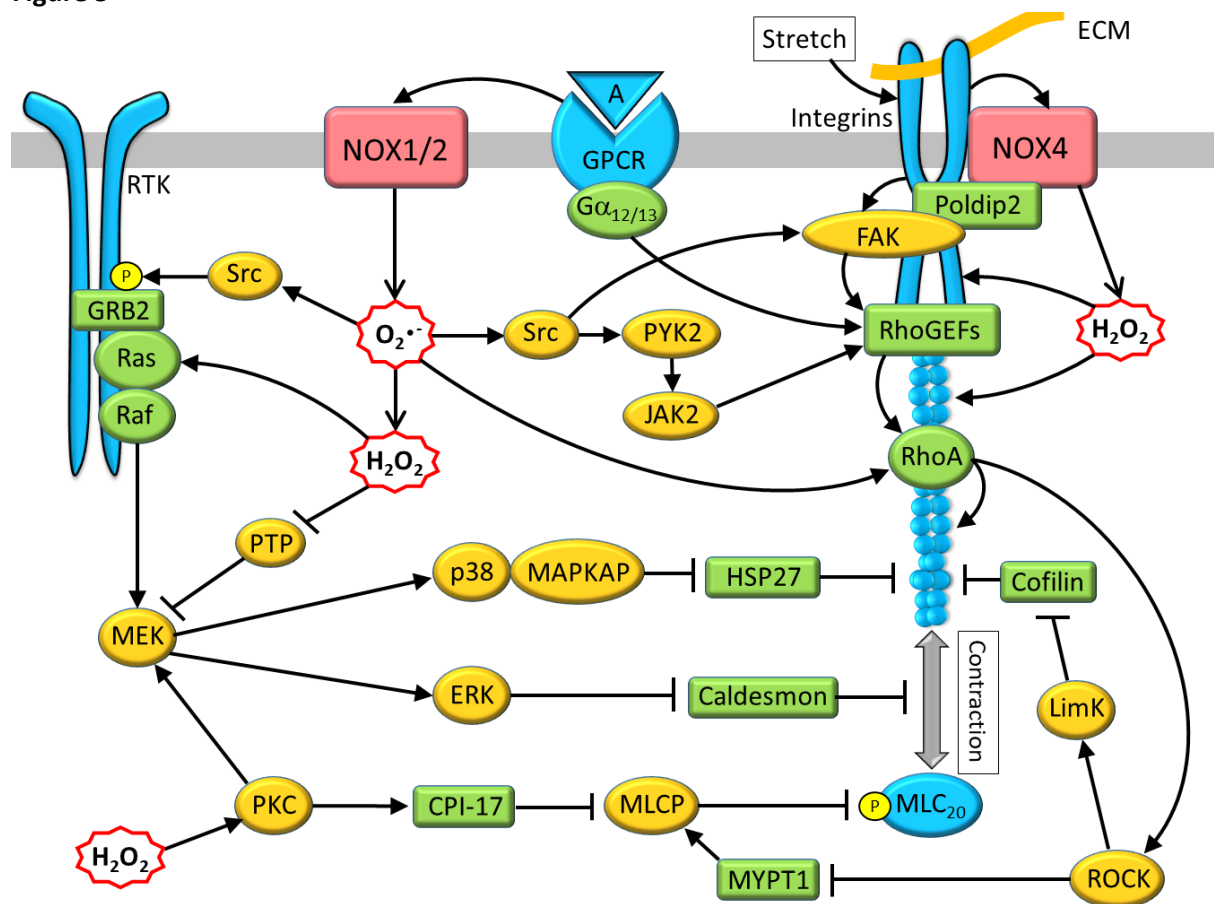 Stretch
ECM
A
Integrins
NOX1/2
GPCR
NOX4
RTK
Gα12/13
Poldip2
FAK
P
Src
GRB2
O2•-
Src
PYK2
RhoGEFs
H2O2
Ras
Raf
JAK2
H2O2
RhoA
PTP
p38
MAPKAP
HSP27
Cofilin
MEK
ERK
Caldesmon
Contraction
LimK
PKC
CPI-17
MLCP
P
MLC20
H2O2
MYPT1
ROCK